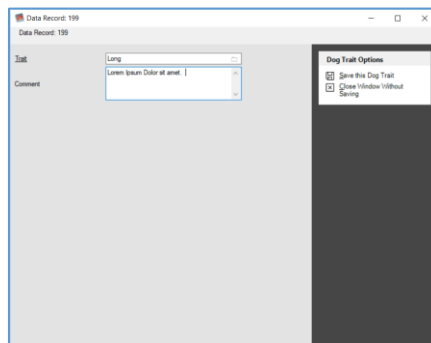 Data Record: 199
Data Record: 199
Trait
Long
Comment
Lorem Ipsum Dolor sit amet.
Dog Trait Options
Save this Dog Trait
Close Window Without
Saving